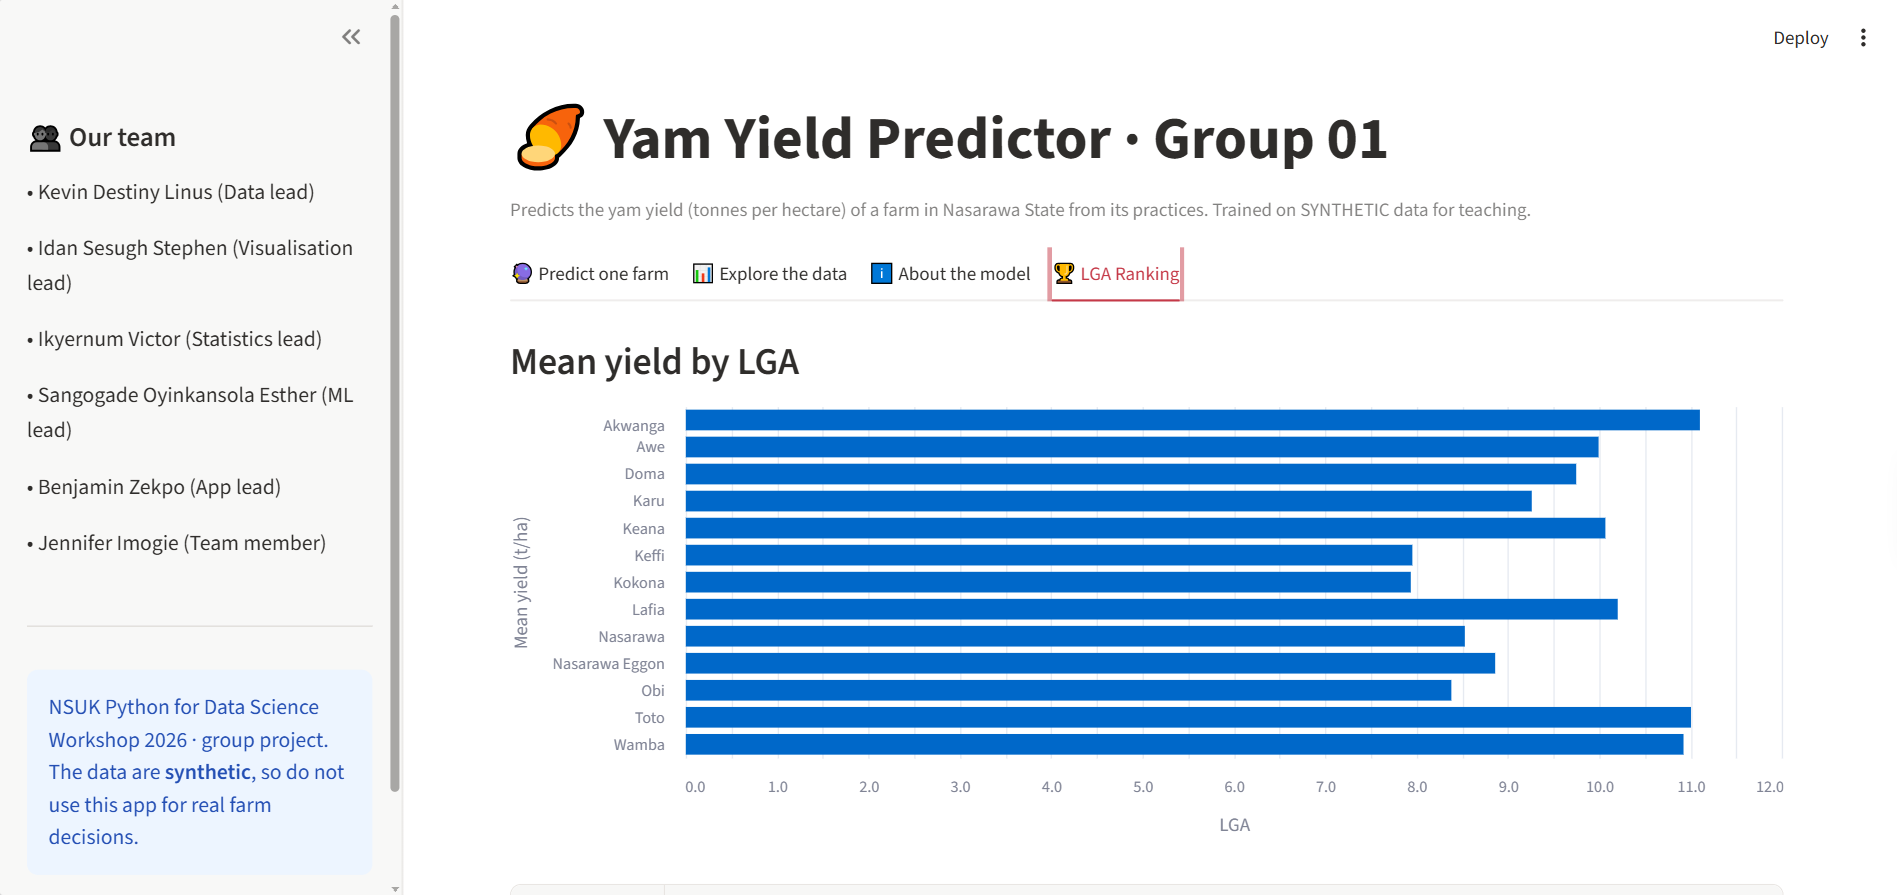 Our team
• Kevin Destiny Linus (Data lead)
• Idan Sesugh Stephen (Visualisation
lead)
• Ikyernum Victor (Statistics lead)
• Sangogade Oyinkansola Esther (ML
lead)
• Benjamin Zekpo (App lead)
• Jennifer Imogie (Team member)
NSUK Python for Data Science
Workshop 2026 · group project.
The data are synthetic, so do not
use this app for real farm
decisions.
Deploy
Yam Yield Predictor · Group 01
Predicts the yam yield (tonnes per hectare) of a farm in Nasarawa State from its practices. Trained on SYNTHETIC data for teaching.
Predict one farm
Explore the data
About the model
LGA Ranking
Mean yield by LGA
Mean yield (t/ha)
Akwanga
Awe
Doma
Karu
Keana
Keffi
Kokona
Lafia
Nasarawa
Nasarawa Eggon
Obi
Toto
Wamba
0.0 1.0 2.0 3.0 4.0 5.0 6.0 7.0 8.0 9.0 10.0 11.0 12.0
LGA